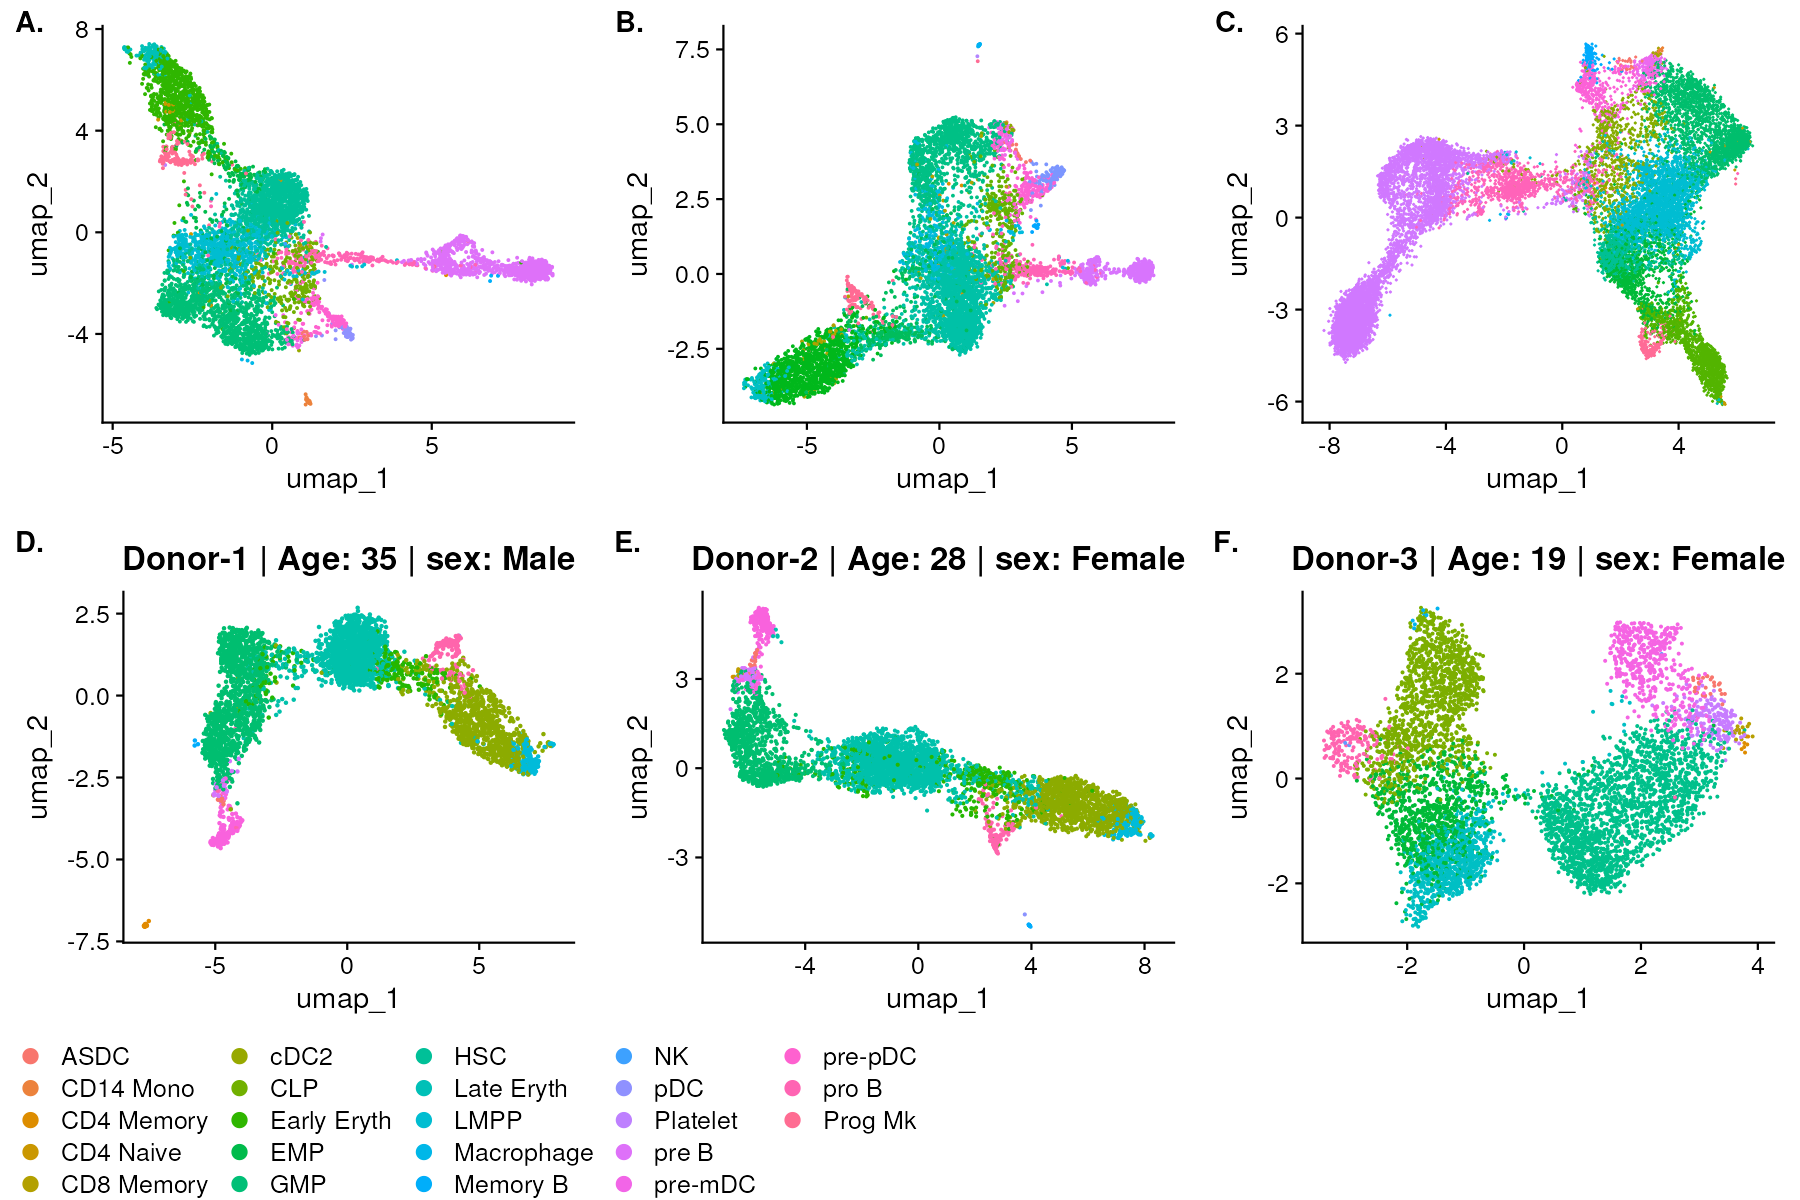 A.
B.
C.
8
4
0
-4
umap_2
-5
0
5
umap_1
7.5
5.0
2.5
0.0
-2.5
umap_2
-5
0
5
umap_1
6
3
0
-3
-6
umap_2
-8
-4
0
4
umap_1
D.
Donor-1 | Age: 35 | sex: Male
2.5
0.0
-2.5
-5.0
-7.5
umap_2
-5
0
5
umap_1
E.
Donor-2 | Age: 28 | sex: Female
3
0
-3
umap_2
-4
0
4
8
umap_1
F.
Donor-3 | Age: 19 | sex: Female
2
0
-2
umap_2
-2
0
2
4
umap_1
ASDC
CD14 Mono
CD4 Memory
CD4 Naive
CD8 Memory
cDC2
CLP
Early Eryth
EMP
GMP
HSC
Late Eryth
LMPP
Macrophage
Memory B
NK
pDC
Platelet
pre B
pre-mDC
pre-pDC
pro B
Prog Mk